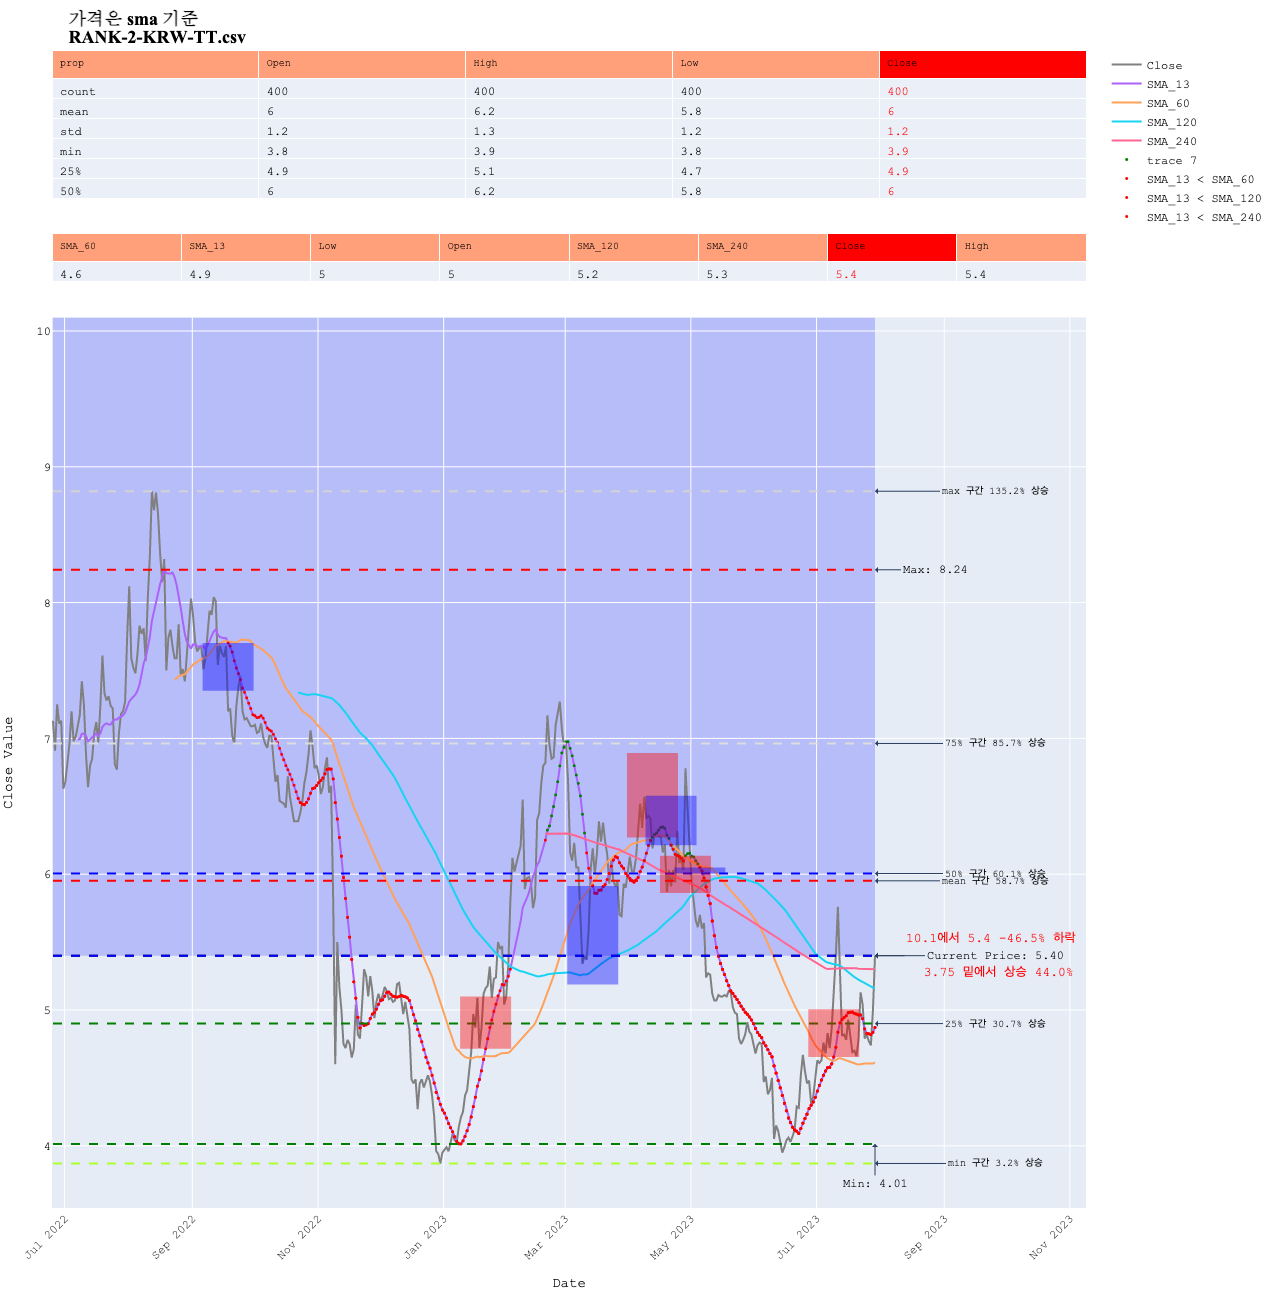 가격은 sma 기준
RANK-2-KRW-TT.csv
prop Open High Low Close
count 400 400 400 400
mean 6 6.2 5.8 6
std 1.2 1.3 1.2 1.2
min 3.8 3.9 3.8 3.9
25% 4.9 5.1 4.7 4.9
50% 6 6.2 5.8 6
SMA_60 SMA_13 Low Open SMA_120 SMA_240 Close High
4.6 4.9 5 5 5.2 5.3 5.4 5.4
Close
SMA_13
SMA_60
SMA_120
SMA_240
trace 7
SMA_13 < SMA_60
SMA_13 < SMA_120
SMA_13 < SMA_240
10
9
8
7
6
5
4
Close Value
max 구간 135.2% 상승
Max: 8.24
75% 구간 85.7% 상승
50% 구간 60.1% 상승
mean 구간 58.7% 상승
10.1에서 5.4 -46.5% 하락
Current Price: 5.40
3.75 밑에서 상승 44.0%
25% 구간 30.7% 상승
min 구간 3.2% 상승
Min: 4.01
Jul 2022
Sep 2022
Nov 2022
Jan 2023
Mar 2023
May 2023
Jul 2023
Sep 2023
Nov 2023
Date